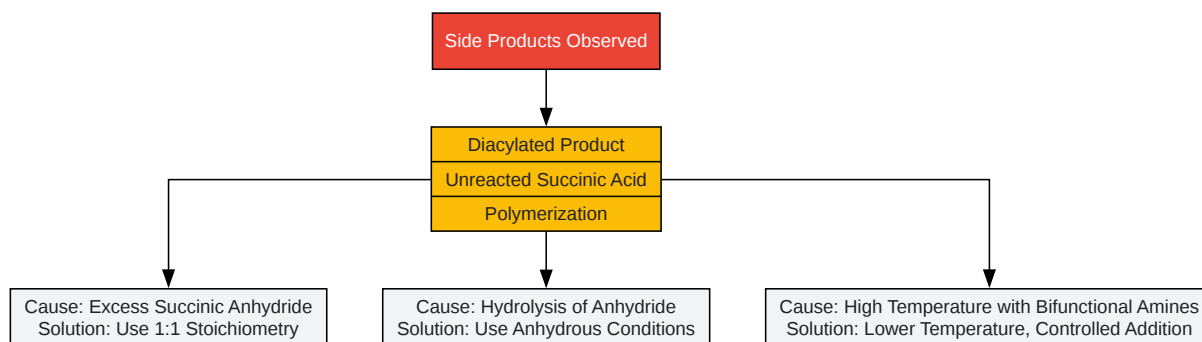 Side Products Observed
Diacylated Product
Unreacted Succinic Acid
Polymerization
Cause: Excess Succinic Anhydride
Solution: Use 1:1 Stoichiometry
Cause: Hydrolysis of Anhydride
Solution: Use Anhydrous Conditions
Cause: High Temperature with Bifunctional Amines
Solution: Lower Temperature, Controlled Addition